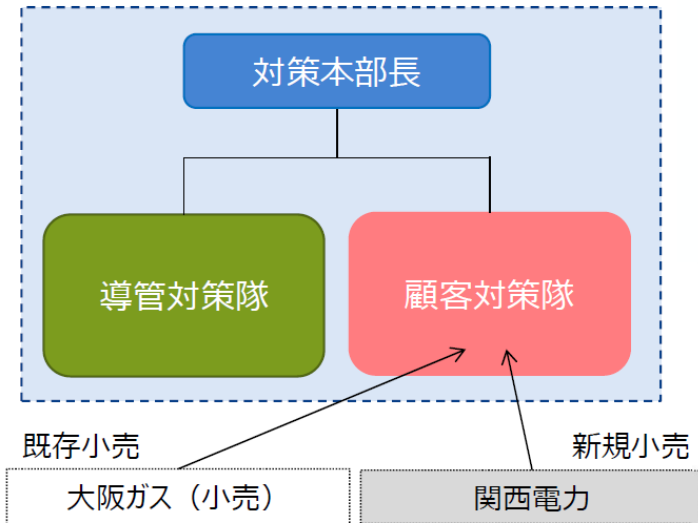 対策本部長
導管対策隊
顧客対策隊
既存小売
新規小売
大阪ガス（小売）
関西電力